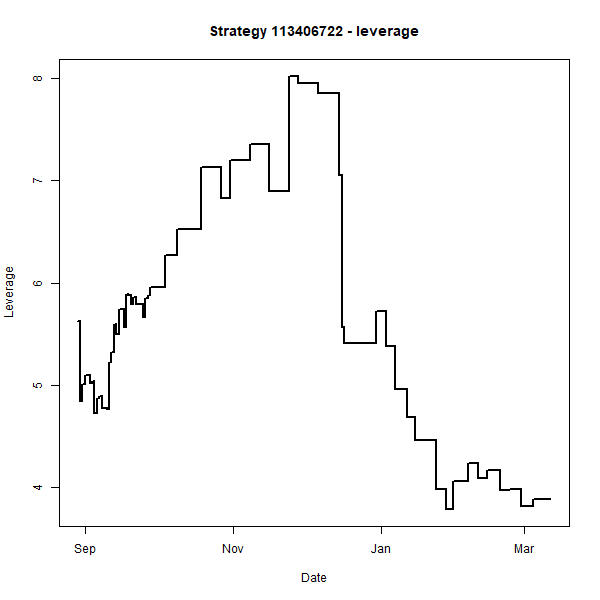 Strategy 113406722 - leverage
8
7
6
5
4
Leverage
Sep
Nov
Jan
Mar
Date